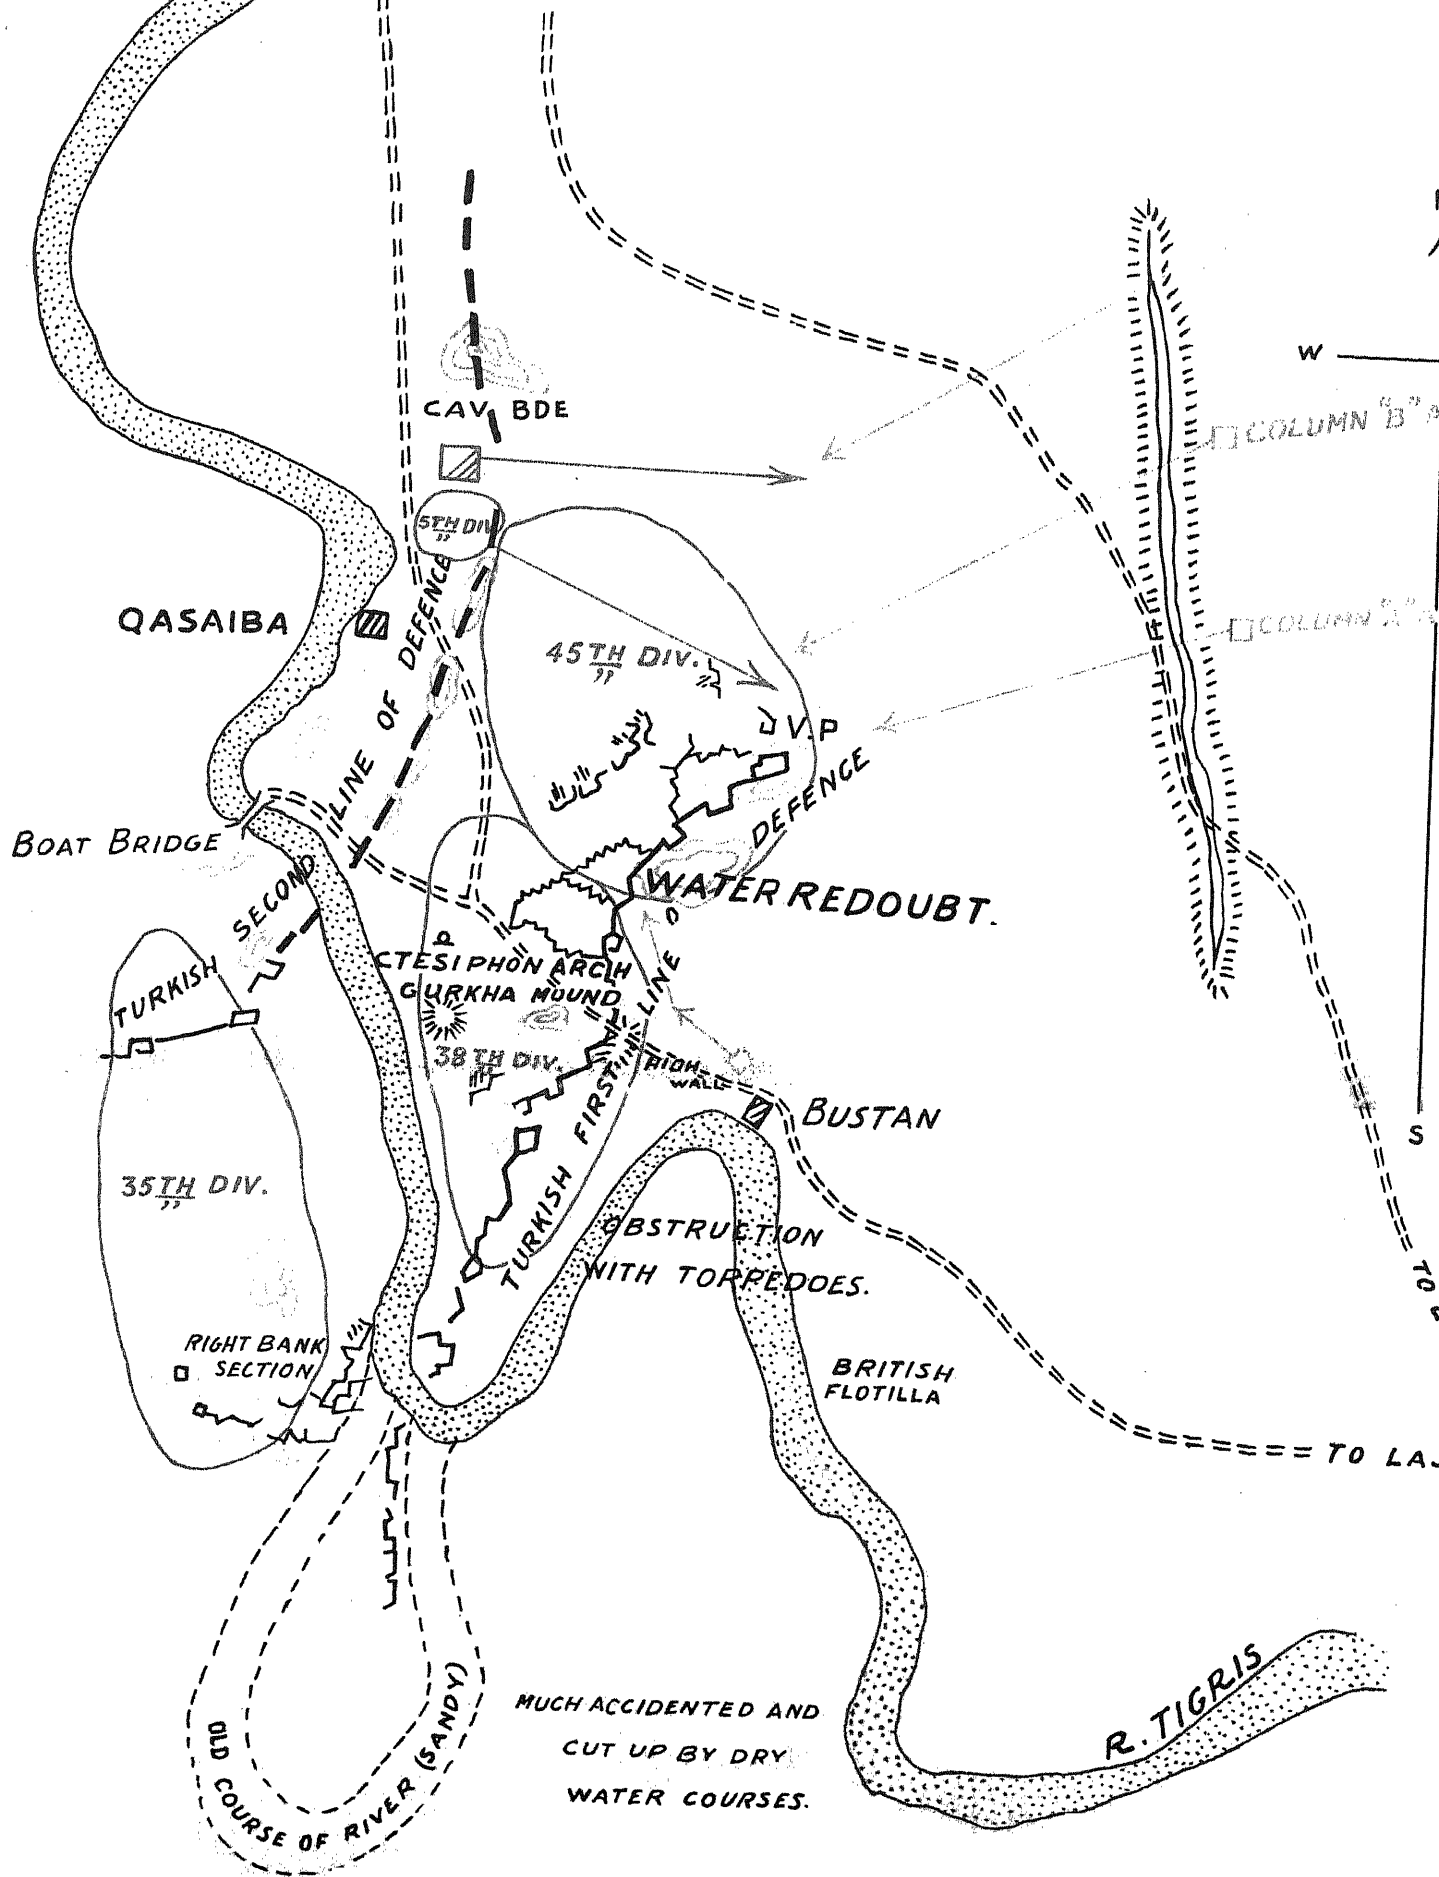 W
CAV. BDE
COLUMN "B"
5TH DIV
COLUMN "A"
QASAIBA
45TH DIV.
V.P
BOAT BRIDGE
SECOND LINE OF DEFENCE
WATER REDOUBT.
CTESIPHON ARCH
GURKHA MOUND
TURKISH
38TH DIV.
HIGH
WALL
BUSTAN
S
TURKISH FIRST LINE O DEFENCE
35TH DIV.
OBSTRUCTION
WITH TORPEDOES.
TO
RIGHT BANK
SECTION
BRITISH
FLOTILLA
TO LAJ
R. TIGRIS
MUCH ACCIDENTED AND
CUT UP BY DRY
WATER COURSES.
OLD COURSE OF RIVER (SANDY)